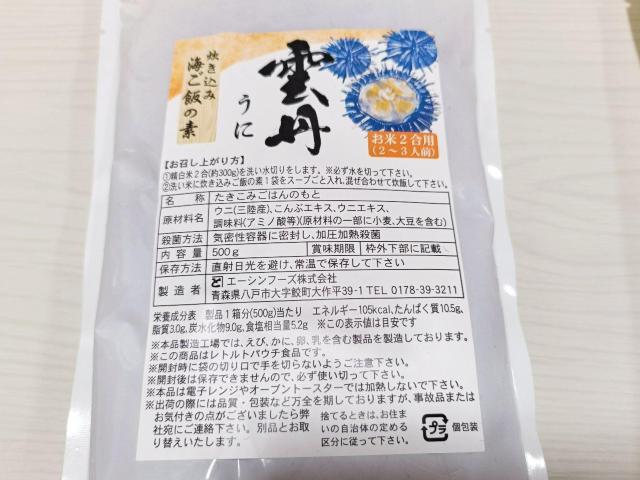 炊き込み
海ご飯の素
雲丹
うに
お米2合用
(2~3人前)
【お召し上がり方】
①精白米2合(約300g)を洗い水切りをします。※必ず水を切って下さい。
②洗い米に炊き込みご飯の素1袋をスープごと入れ、混ぜ合わせて炊飯して下さい。
名称 たきこみごはんのもと
原材料名 ウニ(三陸産)、こんぶエキス、ウニエキス、
調味料(アミノ酸等)(原材料の一部に小麦、大豆を含む)
殺菌方法 気密性容器に密封し、加圧加熱殺菌
内容量 500g 賞味期限 枠外下部に記載
保存方法 直射日光を避け、常温で保存して下さい
製造者 エーシンフーズ株式会社
青森県八戸市大字鮫町大作平39-1 TEL 0178-39-3211
栄養成分表 製品1箱分(500g)当たり エネルギー105kcal、たんぱく質10.5g、
脂質3.0g、炭水化物9.0g、食塩相当量5.2g ※この表示値は目安です
※本品製造工場では、えび、かに、卵、乳を含む製品を製造しております。
※この商品はレトルトパウチ食品です。
※開封時に袋の切り口で手を切らないようご注意下さい。
※開封後は保存できませんので、必ず使い切って下さい。
※本品は電子レンジやオーブントースターでは加熱しないで下さい。
※出荷の際には品質・包装など万全を期しておりますが、事故品または
お気付きの点がございましたら弊
社宛にご連絡下さい。別品とお取
り替えいたします。
捨てるときは、お住ま
いの自治体の定める
区分に従って下さい。
プラ 個包装